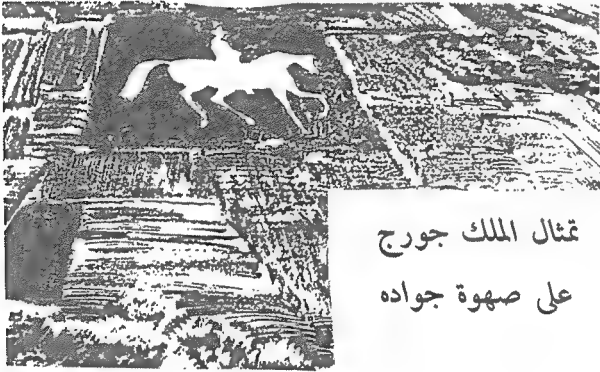 تمثال الملك جورج
على صهوة جواده